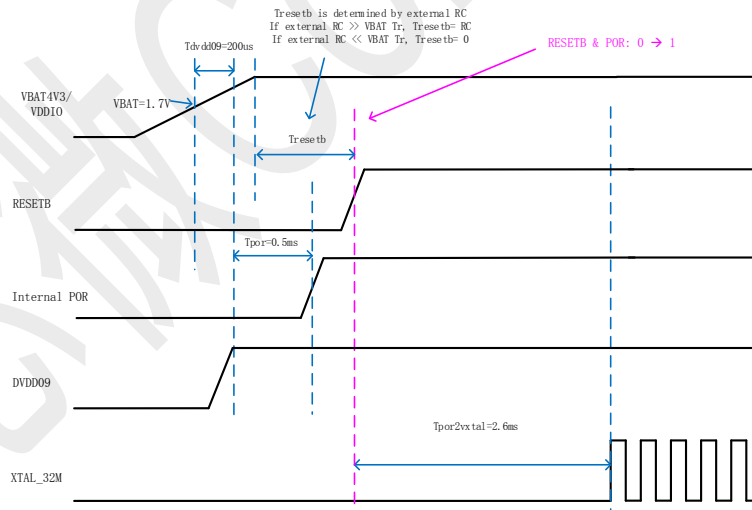 Tresetb is determined by external RC
If external RC >> VBAT Tr, Tresetb= RC
If external RC << VBAT Tr, Tresetb= 0
Tdvdd09=200us
RESETB & POR: 0 → 1
VBAT4V3/
VDDIO
VBAT=1.7V
Tresetb
RESETB
Tpor=0.5ms
Internal POR
DVDD09
Tpor2vxtal=2.6ms
XTAL_32M